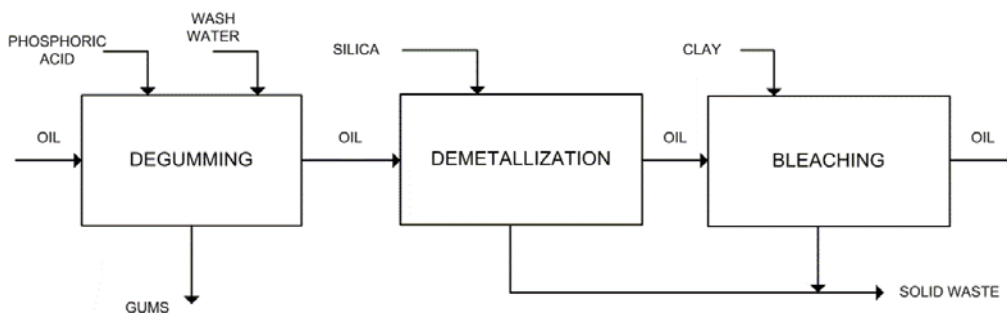 PHOSPHORIC
ACID
WASH
WATER
SILICA
CLAY
OIL
DEGUMMING
OIL
DEMETALLIZATION
OIL
BLEACHING
OIL
GUMS
SOLID WASTE